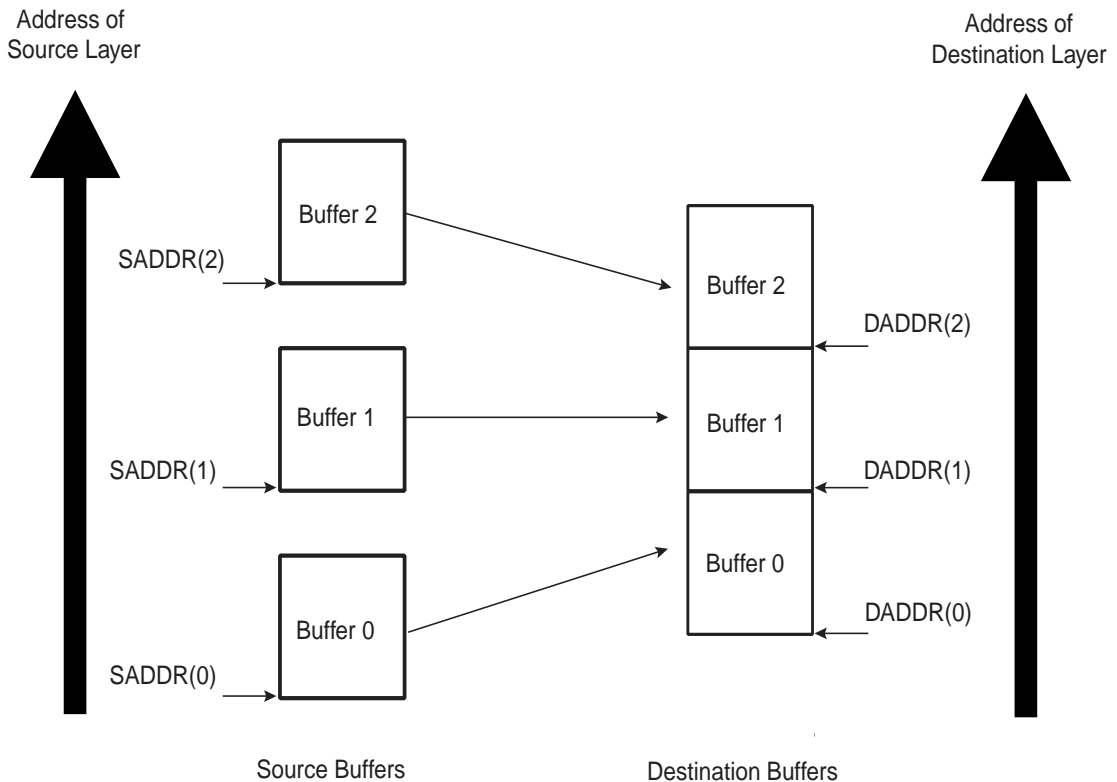 Address of
Source Layer
Address of
Destination Layer
Buffer 2
SADDR(2)
Buffer 2
DADDR(2)
Buffer 1
Buffer 1
SADDR(1)
DADDR(1)
Buffer 0
Buffer 0
DADDR(0)
SADDR(0)
Source Buffers
Destination Buffers